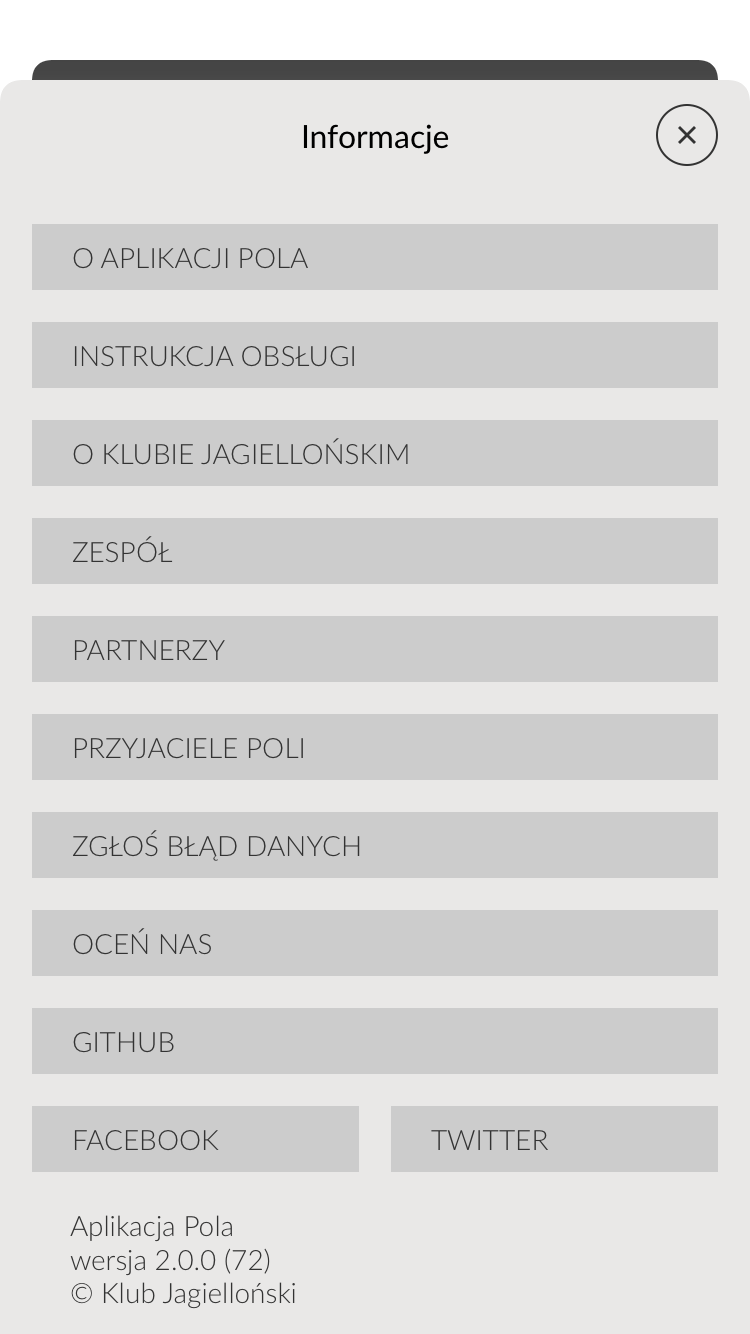 Informacje
O APLIKACJI POLA
INSTRUKCJA OBSŁUGI
O KLUBIE JAGIELLOŃSKIM
ZESPÓŁ
PARTNERZY
PRZYJACIELE POLI
ZGŁOŚ BŁĄD DANYCH
OCEŃ NAS
GITHUB
FACEBOOK
TWITTER
Aplikacja Pola
wersja 2.0.0 (72)
© Klub Jagielloński